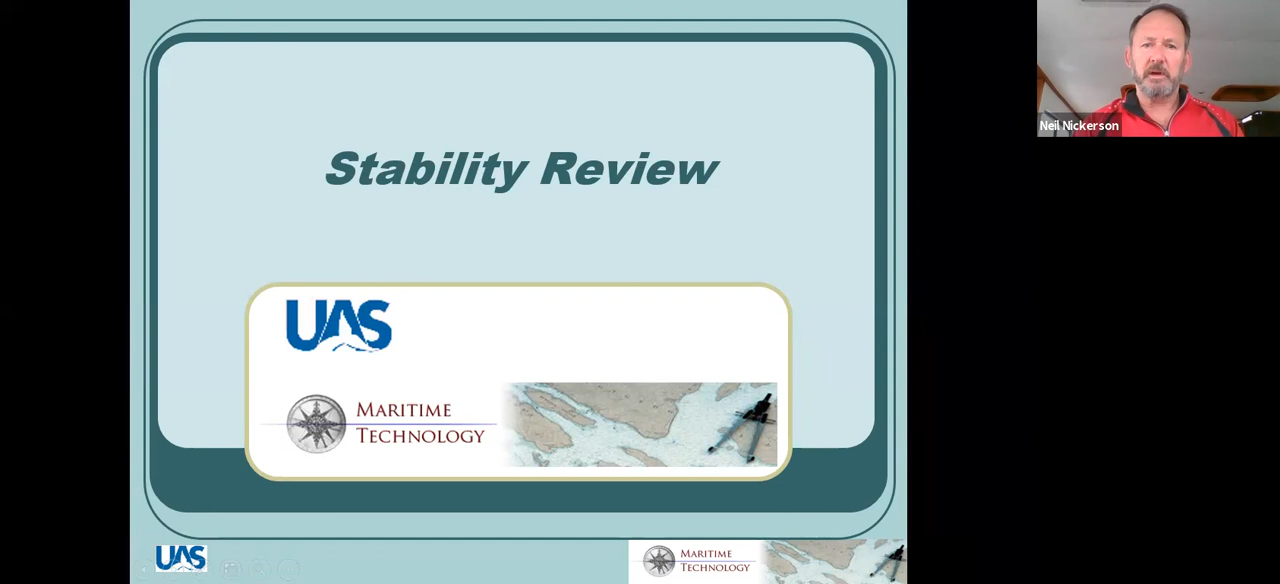 Stability Review
UAS
MARITIME
TECHNOLOGY
UAS
MARITIME
TECHNOLOGY
Neil Nickerson